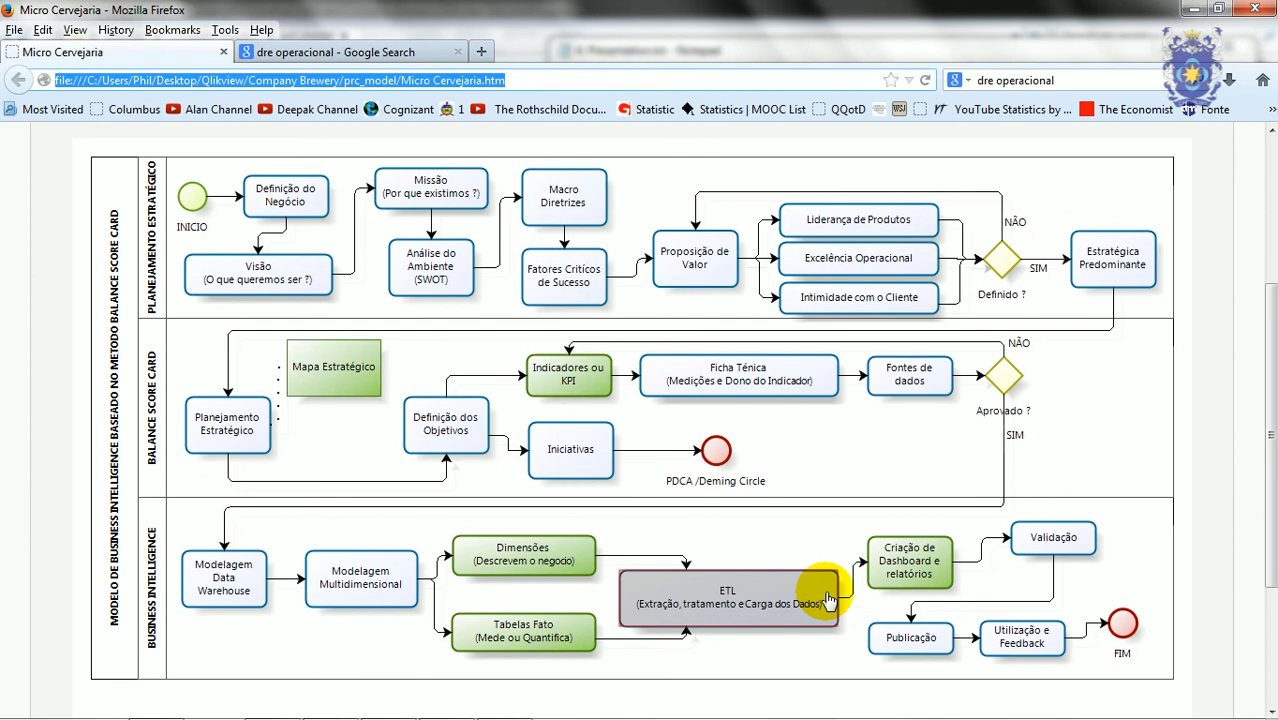 Micro Cervejaria - Mozilla Firefox
File Edit View History Bookmarks Tools Help
Micro Cervejaria
dre operacional - Google Search
file:///C:/Users/Phil/Desktop/Qlikview/Company Brewery/prc_model/Micro Cervejaria.htm
dre operacional
Most Visited Columbus Alan Channel Deepak Channel Cognizant 1 The Rothschild Docu... Statistic Statistics | MOOC List QQotD YouTube Statistics by ... The Economist Fonte
MODELO DE BUSINESS INTELLIGENCE BASEADO NO METODO BALANCE SCORE CARD
PLANEJAMENTO ESTRATÉGICO
INICIO
Definição do
Negócio
Visão
(O que queremos ser ?)
Missão
(Por que existimos ?)
Análise do
Ambiente
(SWOT)
Macro
Diretrizes
Fatores Critícos
de Sucesso
Proposição de
Valor
Liderança de Produtos
Excelência Operacional
Intimidade com o Cliente
NÃO
SIM
Definido ?
Estratégica
Predominante
BALANCE SCORE CARD
Mapa Estratégico
Planejamento
Estratégico
Definição dos
Objetivos
Indicadores ou
KPI
Iniciativas
Ficha Ténica
(Medições e Dono do Indicador)
PDCA /Deming Circle
Fontes de
dados
NÃO
Aprovado ?
SIM
BUSINESS INTELLIGENCE
Modelagem
Data
Warehouse
Modelagem
Multidimensional
Dimensões
(Descrevem o negocio)
Tabelas Fato
(Mede ou Quantifica)
ETL
(Extração, tratamento e Carga dos Dados)
Criação de
Dashboard e
relatórios
Validação
Publicação
Utilização e
Feedback
FIM